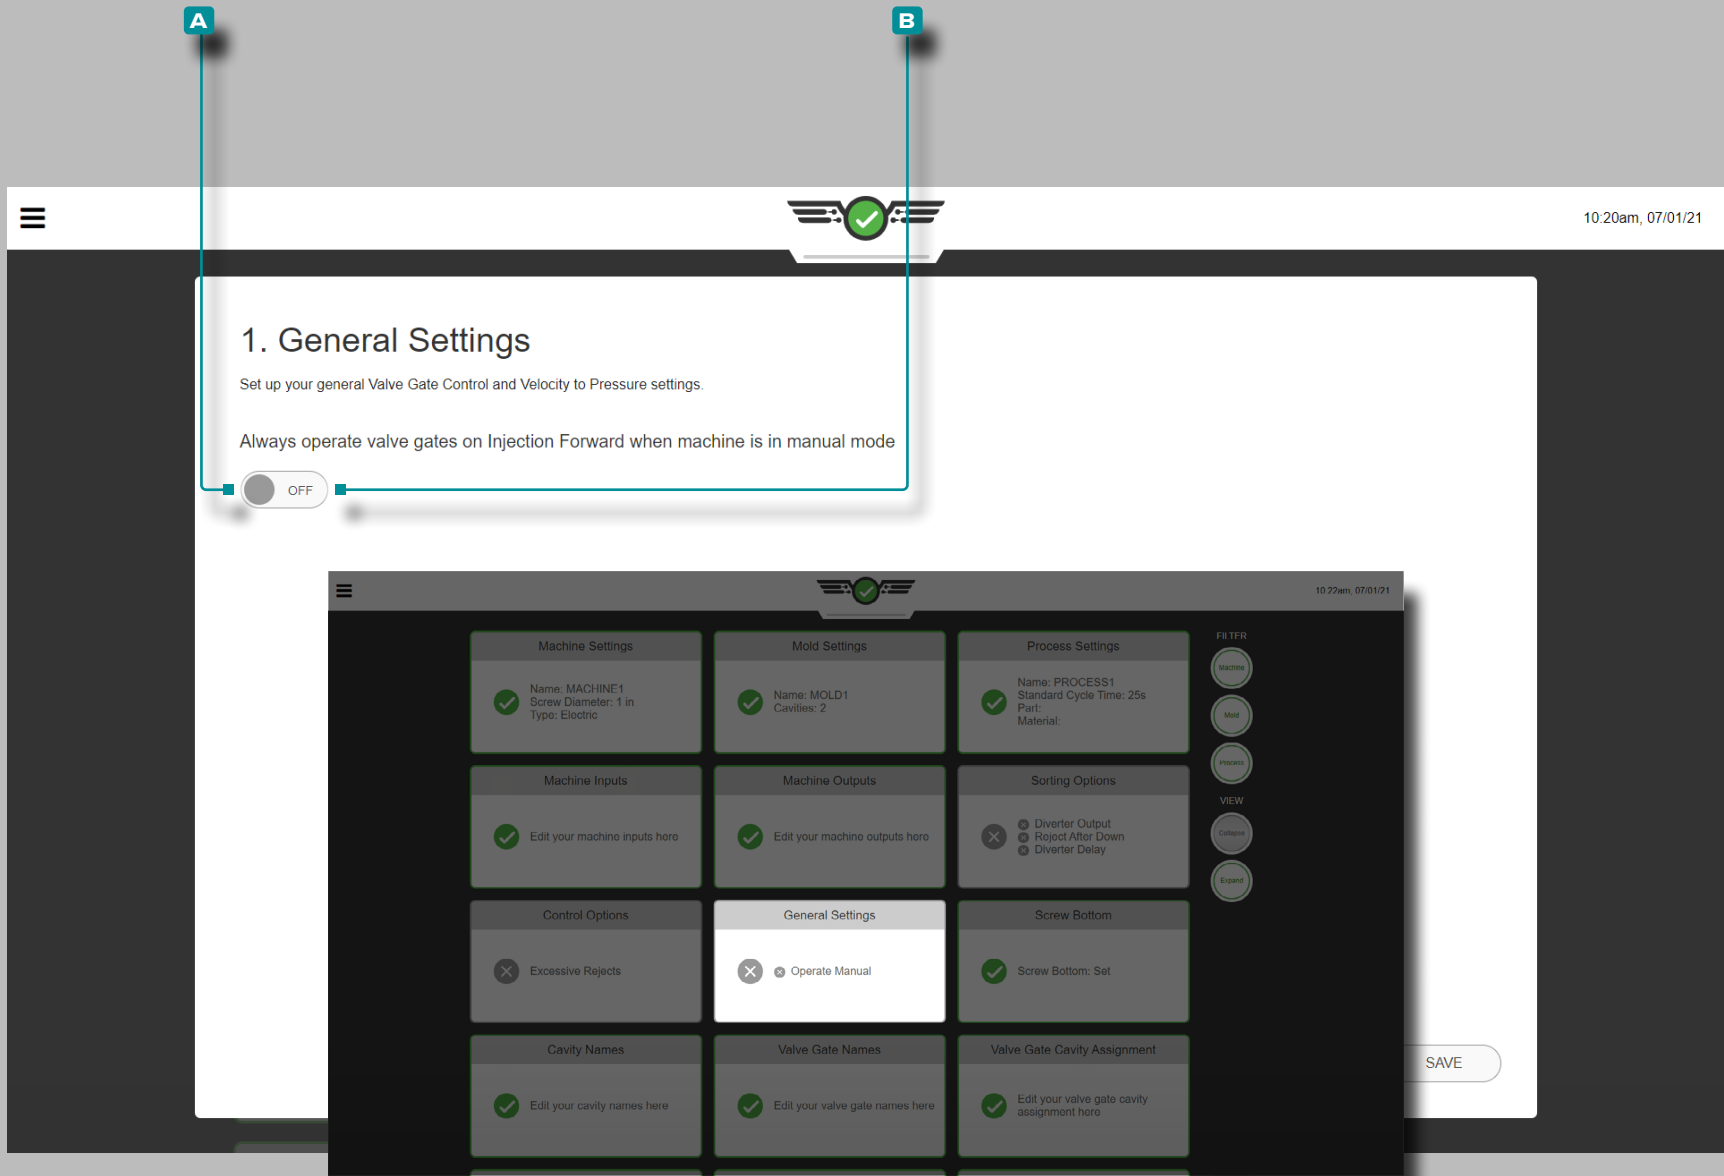 A
B
10:20am, 07/01/21
1. General Settings
Set up your general Valve Gate Control and Velocity to Pressure settings.
Always operate valve gates on Injection Forward when machine is in manual mode
OFF
10:22am, 07/01/21
Machine Settings
Name: MACHINE1
Screw Diameter: 1 in
Type: Electric
Mold Settings
Name: MOLD1
Cavities: 2
Process Settings
Name: PROCESS1
Standard Cycle Time: 25s
Part:
Material:
FILTER
Machine
Mold
Process
VIEW
Collapse
Expand
Machine Inputs
Edit your machine inputs here
Machine Outputs
Edit your machine outputs here
Sorting Options
Diverter Output
Reject After Down
Diverter Delay
Control Options
Excessive Rejects
General Settings
Operate Manual
Screw Bottom
Screw Bottom: Set
Cavity Names
Edit your cavity names here
Valve Gate Names
Edit your valve gate names here
Valve Gate Cavity Assignment
Edit your valve gate cavity
assignment here
SAVE